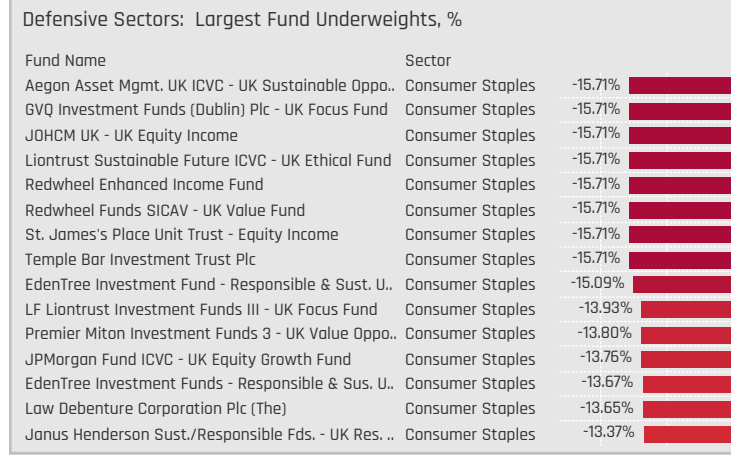 Defensive Sectors: Largest Fund Underweights, %
Fund Name Sector
Aegon Asset Mgmt. UK ICVC - UK Sustainable Oppo.. Consumer Staples -15.71%
GVQ Investment Funds (Dublin) Plc - UK Focus Fund Consumer Staples -15.71%
JOHCM UK - UK Equity Income Consumer Staples -15.71%
Liontrust Sustainable Future ICVC - UK Ethical Fund Consumer Staples -15.71%
Redwheel Enhanced Income Fund Consumer Staples -15.71%
Redwheel Funds SICAV - UK Value Fund Consumer Staples -15.71%
St. James's Place Unit Trust - Equity Income Consumer Staples -15.71%
Temple Bar Investment Trust Plc Consumer Staples -15.71%
EdenTree Investment Fund - Responsible & Sust. U.. Consumer Staples -15.09%
LF Liontrust Investment Funds III - UK Focus Fund Consumer Staples -13.93%
Premier Miton Investment Funds 3 - UK Value Oppo.. Consumer Staples -13.80%
JPMorgan Fund ICVC - UK Equity Growth Fund Consumer Staples -13.76%
EdenTree Investment Funds - Responsible & Sus. U.. Consumer Staples -13.67%
Law Debenture Corporation Plc (The) Consumer Staples -13.65%
Janus Henderson Sust./Responsible Fds. - UK Res. .. Consumer Staples -13.37%